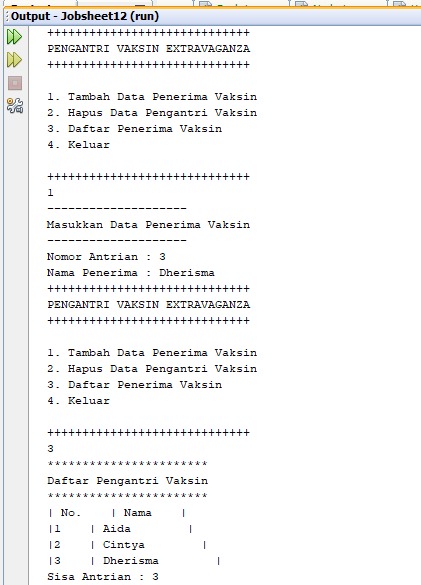 Output - Jobsheet12 (run)
+++++++++++++++++++++++++++++
PENGANTRI VAKSIN EXTRAVAGANZA
+++++++++++++++++++++++++++++
1. Tambah Data Penerima Vaksin
2. Hapus Data Pengantri Vaksin
3. Daftar Penerima Vaksin
4. Keluar
+++++++++++++++++++++++++++++
1
--------------------
Masukkan Data Penerima Vaksin
--------------------
Nomor Antrian : 3
Nama Penerima : Dherisma
+++++++++++++++++++++++++++++
PENGANTRI VAKSIN EXTRAVAGANZA
+++++++++++++++++++++++++++++
1. Tambah Data Penerima Vaksin
2. Hapus Data Pengantri Vaksin
3. Daftar Penerima Vaksin
4. Keluar
+++++++++++++++++++++++++++++
3
***********************
Daftar Pengantri Vaksin
***********************
| No.    | Nama    |
|1    | Aida        |
|2    | Cintya        |
|3    | Dherisma        |
Sisa Antrian : 3